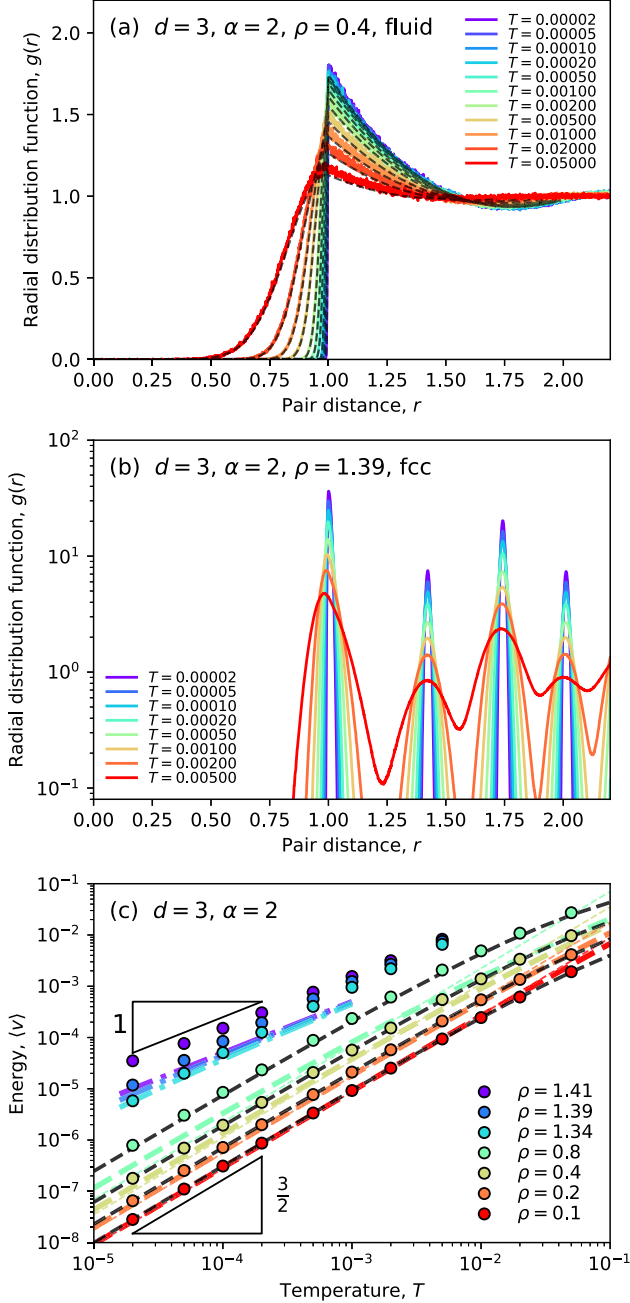 (a) d = 3, α = 2, ρ = 0.4, fluid
T = 0.00002
T = 0.00005
T = 0.00010
T = 0.00020
T = 0.00050
T = 0.00100
T = 0.00200
T = 0.00500
T = 0.01000
T = 0.02000
T = 0.05000
Radial distribution function, g(r)
2.0
1.5
1.0
0.5
0.0
0.00 0.25 0.50 0.75 1.00 1.25 1.50 1.75 2.00
Pair distance, r
(b) d = 3, α = 2, ρ = 1.39, fcc
Radial distribution function, g(r)
10²
10¹
10⁰
10⁻¹
T = 0.00002
T = 0.00005
T = 0.00010
T = 0.00020
T = 0.00050
T = 0.00100
T = 0.00200
T = 0.00500
0.00 0.25 0.50 0.75 1.00 1.25 1.50 1.75 2.00
Pair distance, r
(c) d = 3, α = 2
Energy, ⟨v⟩
10⁻¹
10⁻²
10⁻³
10⁻⁴
10⁻⁵
10⁻⁶
10⁻⁷
10⁻⁸
1
3/2
ρ = 1.41
ρ = 1.39
ρ = 1.34
ρ = 0.8
ρ = 0.4
ρ = 0.2
ρ = 0.1
10⁻⁵ 10⁻⁴ 10⁻³ 10⁻² 10⁻¹
Temperature, T